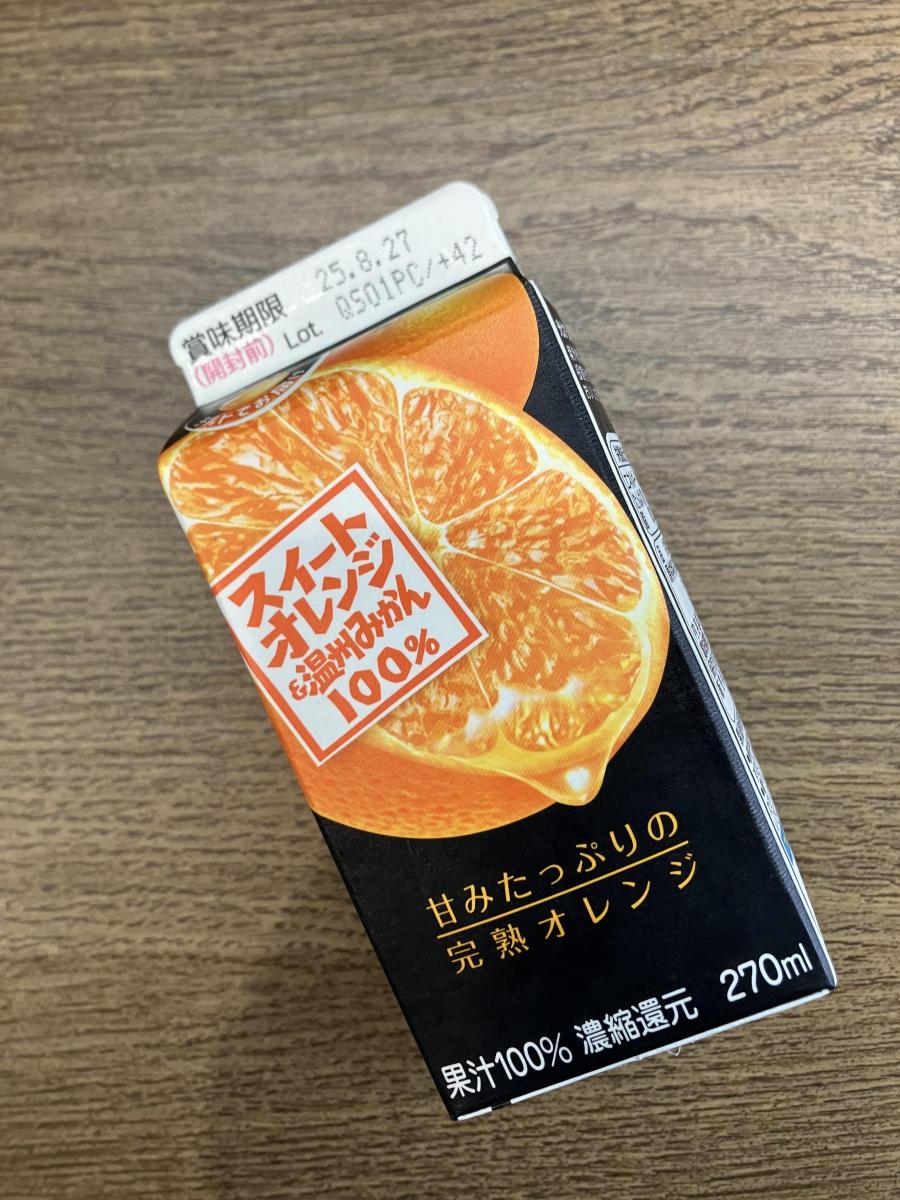 賞味期限 25.8.27
(開封前) Lot. QS01PC/+42
スイート
オレンジ
&温州みかん
100%
甘みたっぷりの
完熟オレンジ
果汁100% 濃縮還元 270ml